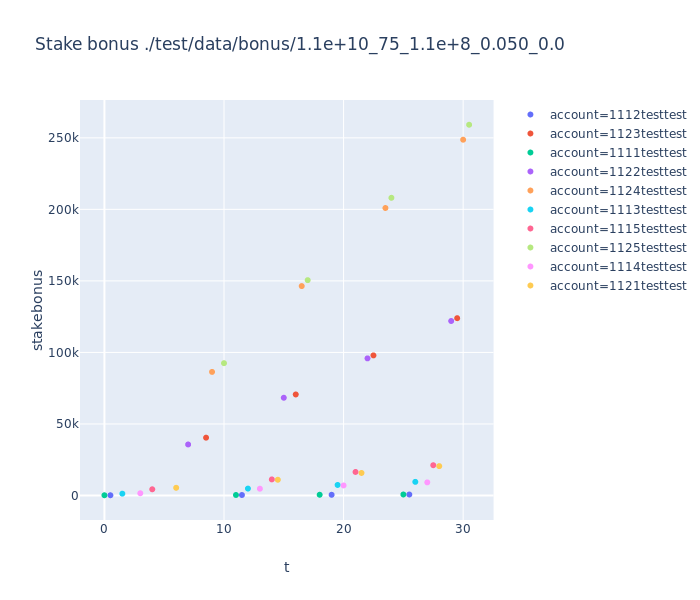 Stake bonus ./test/data/bonus/1.1e+10_75_1.1e+8_0.050_0.0
account=1112testtest
account=1123testtest
account=1111testtest
account=1122testtest
account=1124testtest
account=1113testtest
account=1115testtest
account=1125testtest
account=1114testtest
account=1121testtest
250k
200k
150k
100k
50k
0
stakebonus
0
10
20
30
t